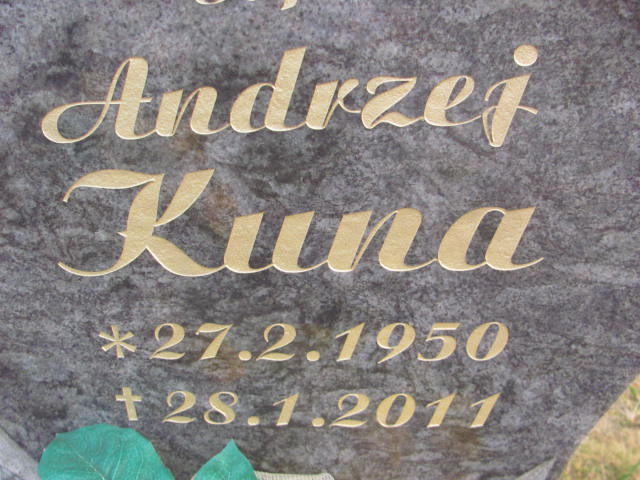 Andrzej
Kuna
* 27.2.1950
† 28.1.2011